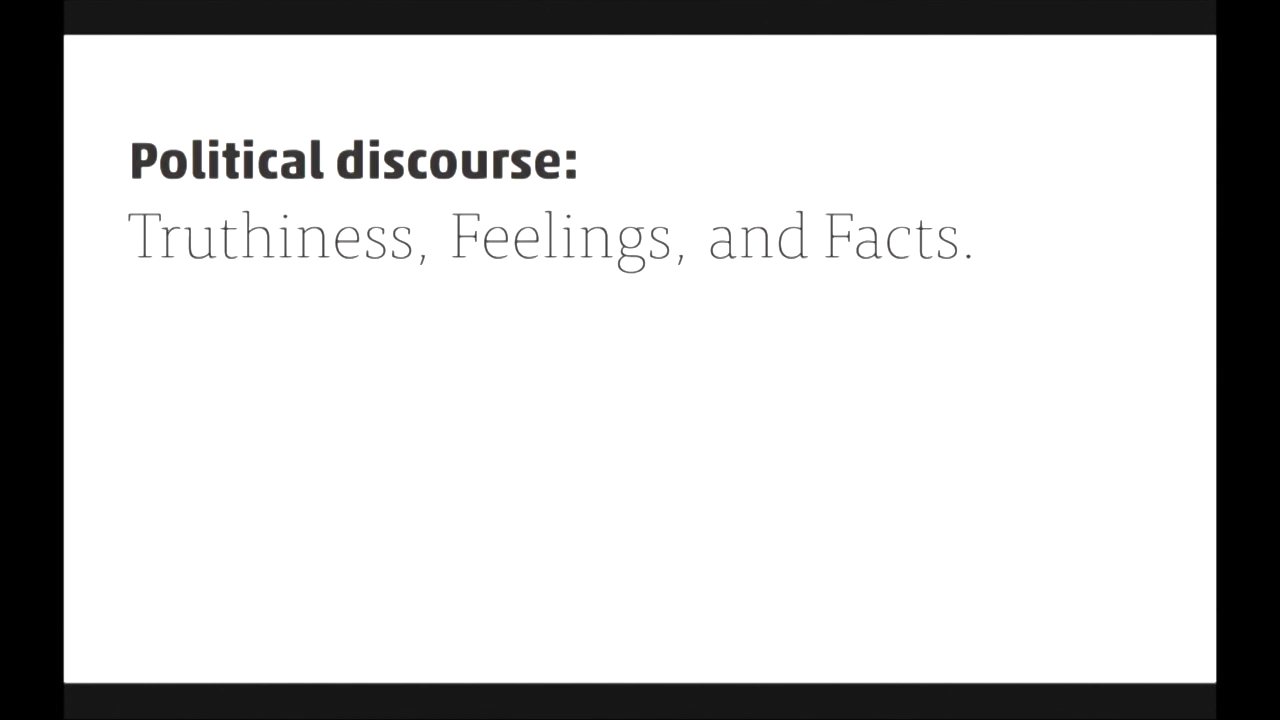 Political discourse:
Truthiness, Feelings, and Facts.